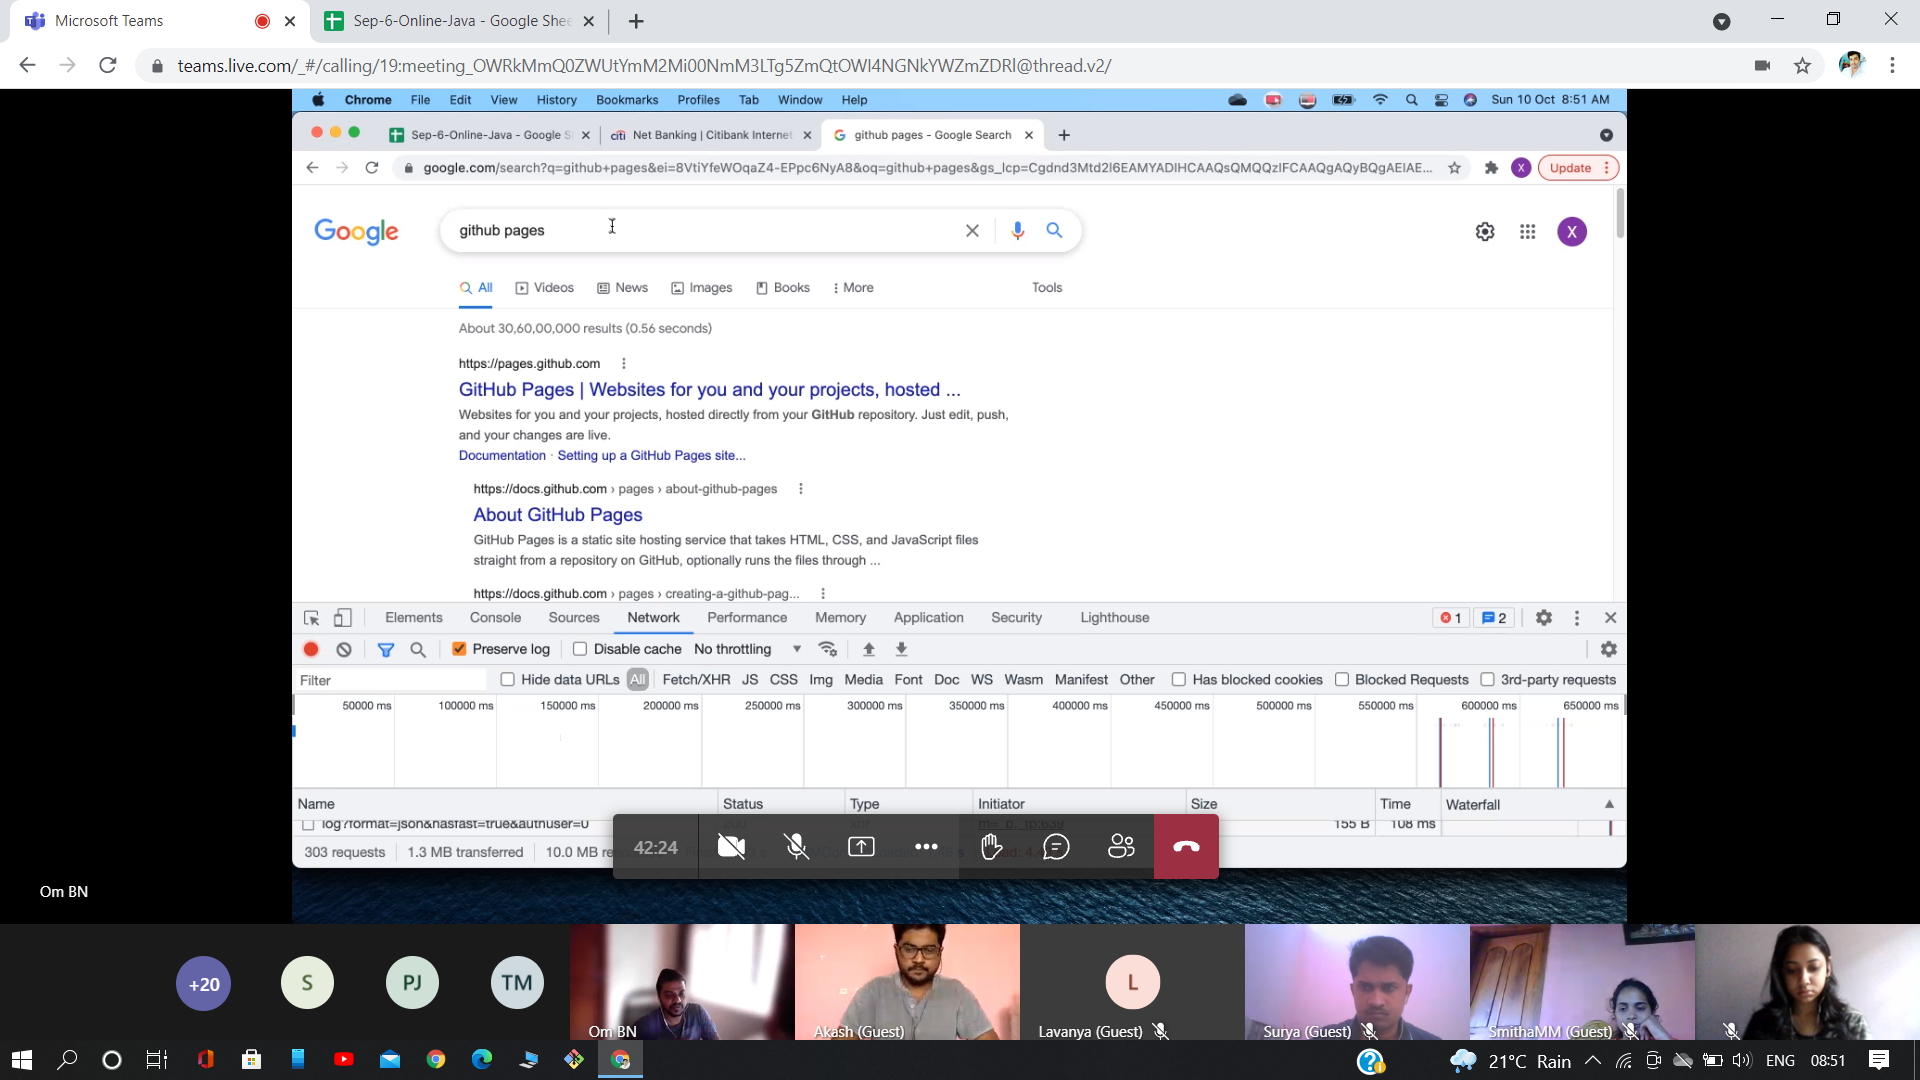 Microsoft Teams
Sep-6-Online-Java - Google Shee
teams.live.com/_#/calling/19:meeting_OWRkMmQ0ZWUtYmM2Mi00NmM3LTg5ZmQtOWI4NGNkYWZmZDRl@thread.v2/
Chrome File Edit View History Bookmarks Profiles Tab Window Help Sun 10 Oct 8:51 AM
Sep-6-Online-Java - Google S citi Net Banking | Citibank Internet github pages - Google Search
google.com/search?q=github+pages&ei=8VtiYfeWOqaZ4-EPpc6NyA8&oq=github+pages&gs_lcp=Cgdnd3Mtd2l6EAMYADIHCAAQsQMQQzIFCAAQgAQyBQgAEIAE... X Update
Google github pages X
All Videos News Images Books More Tools
About 30,60,00,000 results (0.56 seconds)
https://pages.github.com
GitHub Pages | Websites for you and your projects, hosted ...
Websites for you and your projects, hosted directly from your GitHub repository. Just edit, push,
and your changes are live.
Documentation · Setting up a GitHub Pages site...
https://docs.github.com › pages › about-github-pages
About GitHub Pages
GitHub Pages is a static site hosting service that takes HTML, CSS, and JavaScript files
straight from a repository on GitHub, optionally runs the files through ...
https://docs.github.com › pages › creating-a-github-pag...
Elements Console Sources Network Performance Memory Application Security Lighthouse 1 2
Preserve log Disable cache No throttling
Filter Hide data URLs All Fetch/XHR JS CSS Img Media Font Doc WS Wasm Manifest Other Has blocked cookies Blocked Requests 3rd-party requests
50000 ms 100000 ms 150000 ms 200000 ms 250000 ms 300000 ms 350000 ms 400000 ms 450000 ms 500000 ms 550000 ms 600000 ms 650000 ms
Name Status Type Initiator Size Time Waterfall
log?format=json&hasfast=true&authuser=0 155 B 108 ms
303 requests 1.3 MB transferred 10.0 MB
42:24
Om BN
+20 S PJ TM L
Om BN Akash (Guest) Lavanya (Guest) Surya (Guest) SmithaMM (Guest)
21°C Rain ENG 08:51